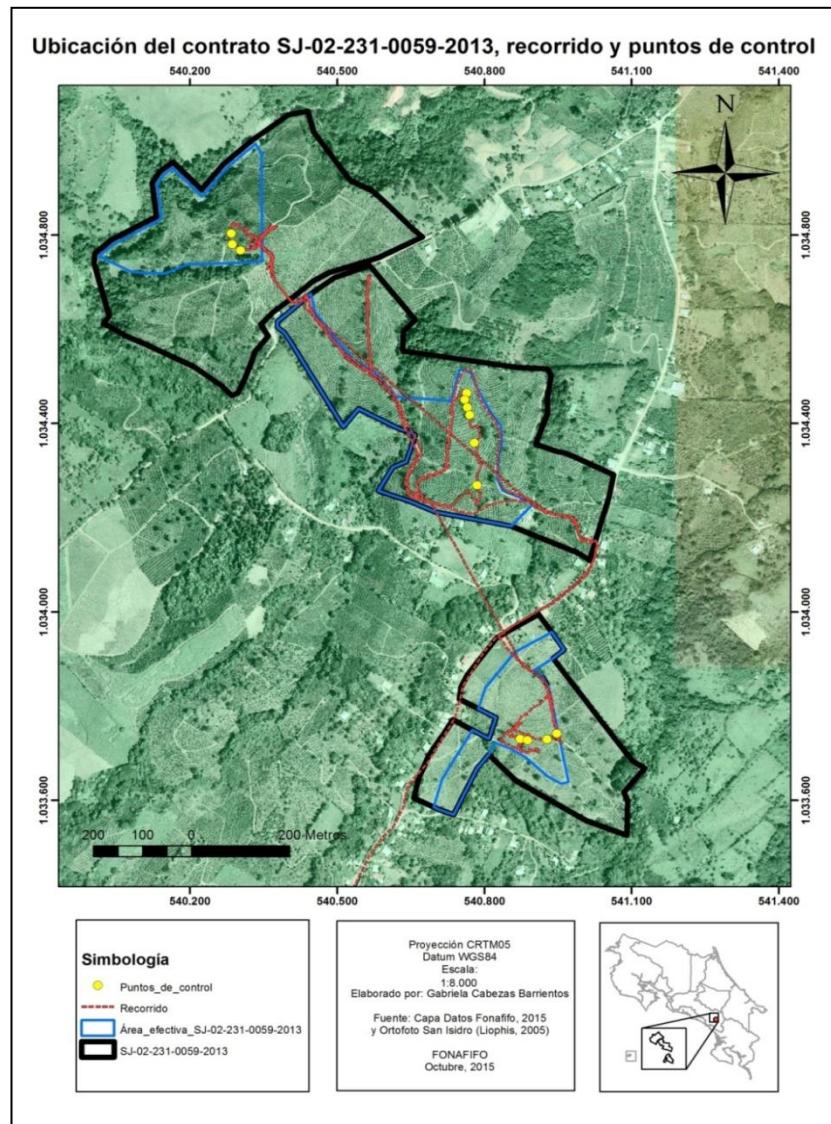 Ubicación del contrato SJ-02-231-0059-2013, recorrido y puntos de control
540.200 540.500 540.800 541.100 541.400
N
1.034.800 1.034.800
1.034.400 1.034.400
1.034.000 1.034.000
1.033.600 1.033.600
200 100 0 200 Metros
540.200 540.500 540.800 541.100 541.400
Simbología
Puntos_de_control
Recorrido
Área_efectiva_SJ-02-231-0059-2013
SJ-02-231-0059-2013
Proyección CRTM05
Datum WGS84
Escala:
1:8.000
Elaborado por: Gabriela Cabezas Barrientos
Fuente: Capa Datos Fonafifo, 2015
y Ortofoto San Isidro (Liophis, 2005)
FONAFIFO
Octubre, 2015